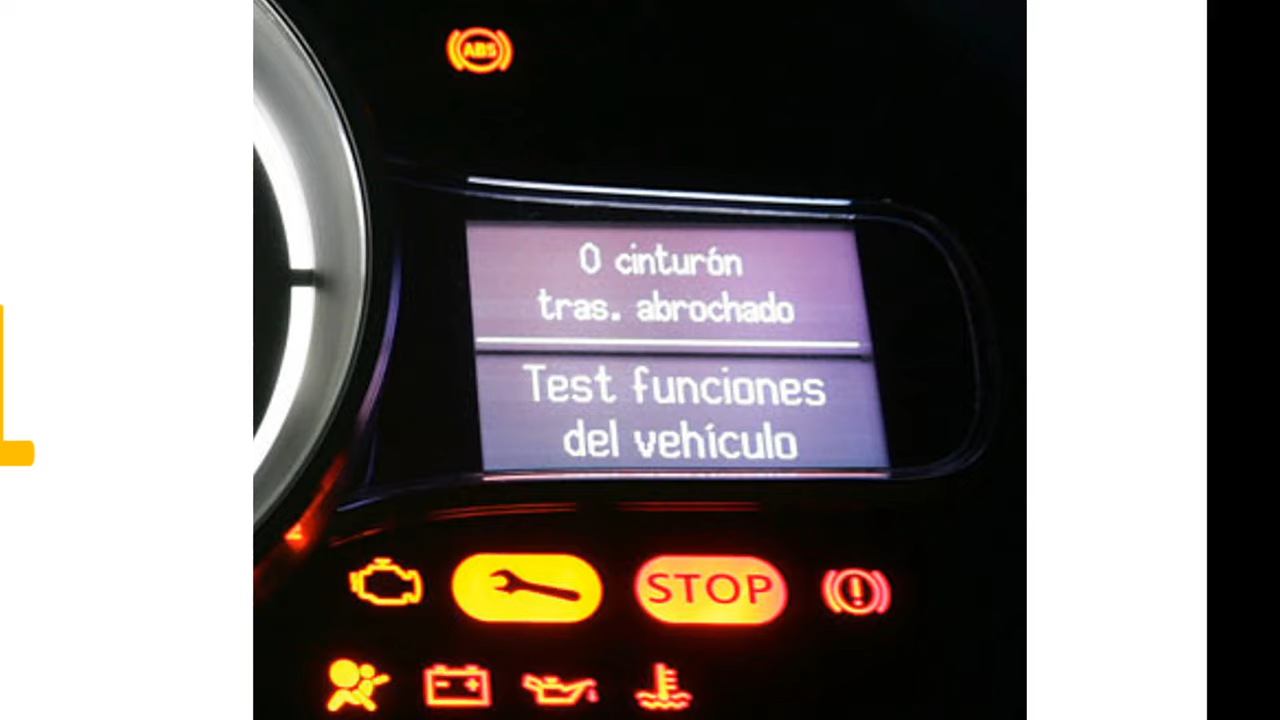 ABS
0 cinturón
tras. abrochado
Test funciones
del vehículo
STOP